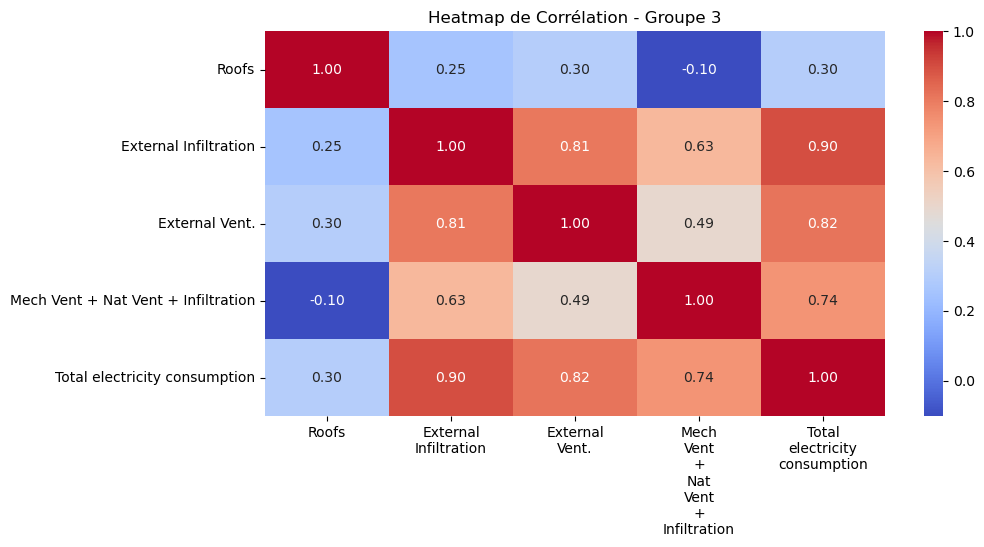 Heatmap de Corrélation - Groupe 3
Roofs 1.00 0.25 0.30 -0.10 0.30
External Infiltration 0.25 1.00 0.81 0.63 0.90
External Vent. 0.30 0.81 1.00 0.49 0.82
Mech Vent + Nat Vent + Infiltration -0.10 0.63 0.49 1.00 0.74
Total electricity consumption 0.30 0.90 0.82 0.74 1.00
Roofs
External
Infiltration
External
Vent.
Mech
Vent
+
Nat
Vent
+
Infiltration
Total
electricity
consumption
1.0
0.8
0.6
0.4
0.2
0.0